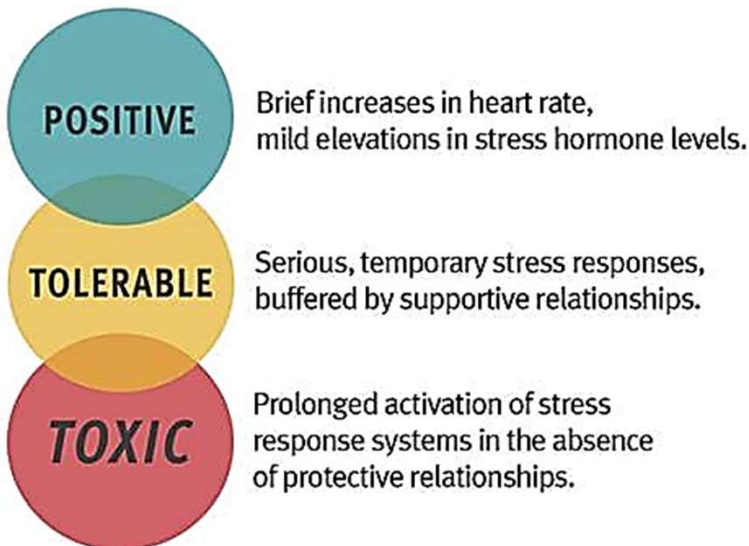 POSITIVE
Brief increases in heart rate,
mild elevations in stress hormone levels.
TOLERABLE
Serious, temporary stress responses,
buffered by supportive relationships.
TOXIC
Prolonged activation of stress
response systems in the absence
of protective relationships.